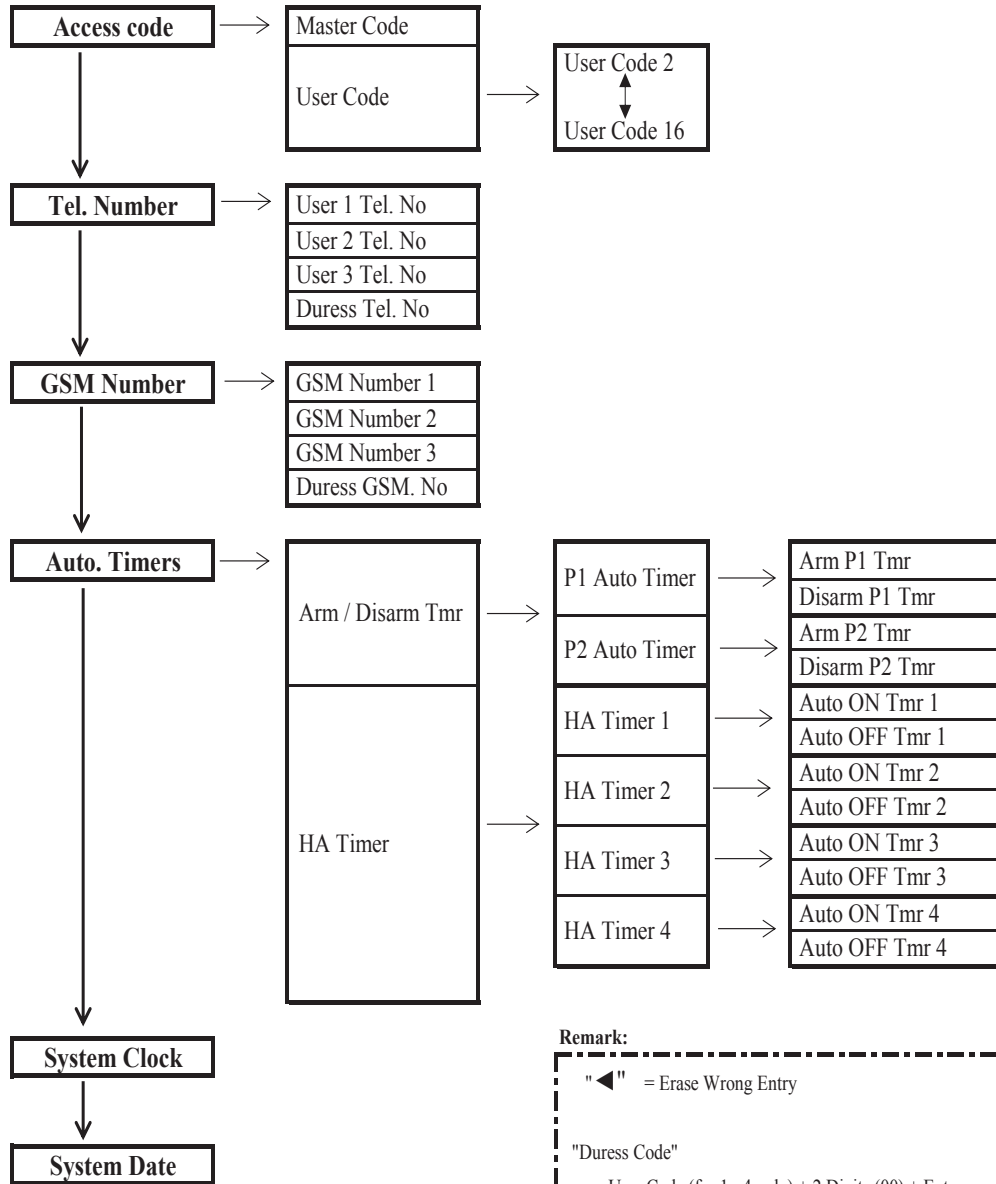 Access code
Master Code
User Code
User Code 2
User Code 16
Tel. Number
User 1 Tel. No
User 2 Tel. No
User 3 Tel. No
Duress Tel. No
GSM Number
GSM Number 1
GSM Number 2
GSM Number 3
Duress GSM. No
Auto. Timers
Arm / Disarm Tmr
P1 Auto Timer
Arm P1 Tmr
Disarm P1 Tmr
P2 Auto Timer
Arm P2 Tmr
Disarm P2 Tmr
HA Timer
HA Timer 1
Auto ON Tmr 1
Auto OFF Tmr 1
HA Timer 2
Auto ON Tmr 2
Auto OFF Tmr 2
HA Timer 3
Auto ON Tmr 3
Auto OFF Tmr 3
HA Timer 4
Auto ON Tmr 4
Auto OFF Tmr 4
System Clock
System Date
Remark:
"◀" = Erase Wrong Entry
"Duress Code"